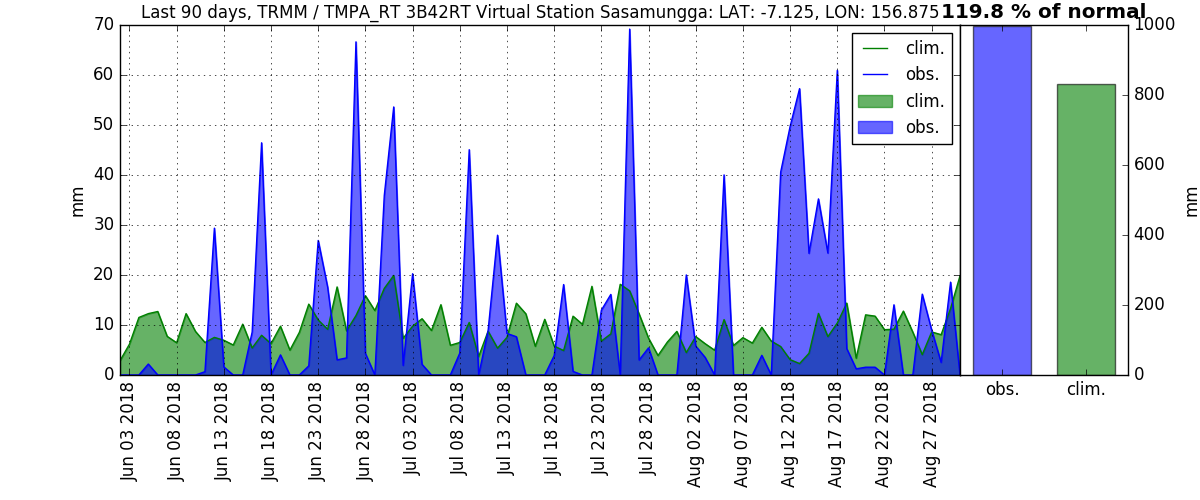 Last 90 days, TRMM / TMPA_RT 3B42RT Virtual Station Sasamungga: LAT: -7.125, LON: 156.875
119.8 % of normal
70
60
50
40
30
20
10
0
mm
clim.
obs.
clim.
obs.
1000
800
600
400
200
0
mm
Jun 03 2018
Jun 08 2018
Jun 13 2018
Jun 18 2018
Jun 23 2018
Jun 28 2018
Jul 03 2018
Jul 08 2018
Jul 13 2018
Jul 18 2018
Jul 23 2018
Jul 28 2018
Aug 02 2018
Aug 07 2018
Aug 12 2018
Aug 17 2018
Aug 22 2018
Aug 27 2018
obs.
clim.